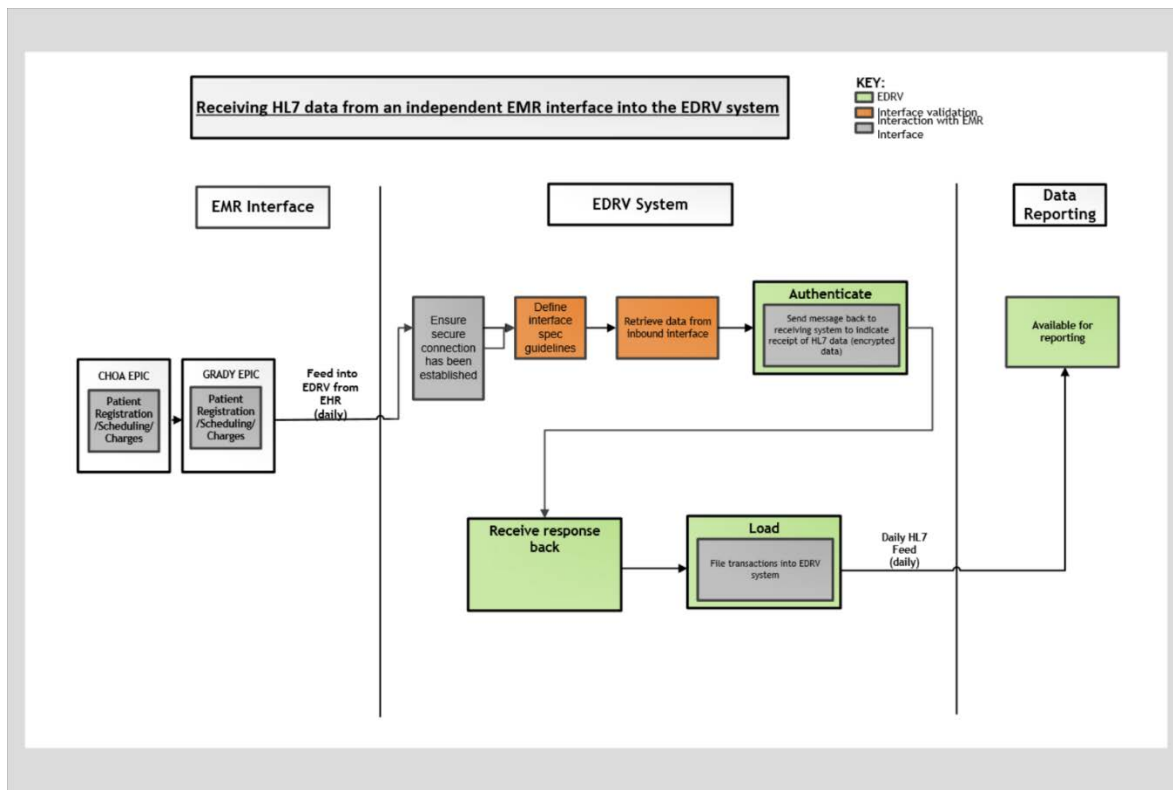 Receiving HL7 data from an independent EMR interface into the EDRV system
KEY:
EDRV
Interface validation
Interaction with EMR
Interface
EMR Interface
EDRV System
Data
Reporting
CHOA EPIC
Patient
Registration
/Scheduling/
Charges
GRADY EPIC
Patient
Registration
/Scheduling/
Charges
Feed into
EDRV from
EHR
(daily)
Ensure
secure
connection
has been
established
Define
interface
spec
guidelines
Retrieve data from
inbound interface
Authenticate
Send message back to
receiving system to indicate
receipt of HL7 data (encrypted
data)
Available for
reporting
Receive response
back
Load
File transactions into EDRV
system
Daily HL7
Feed
(daily)